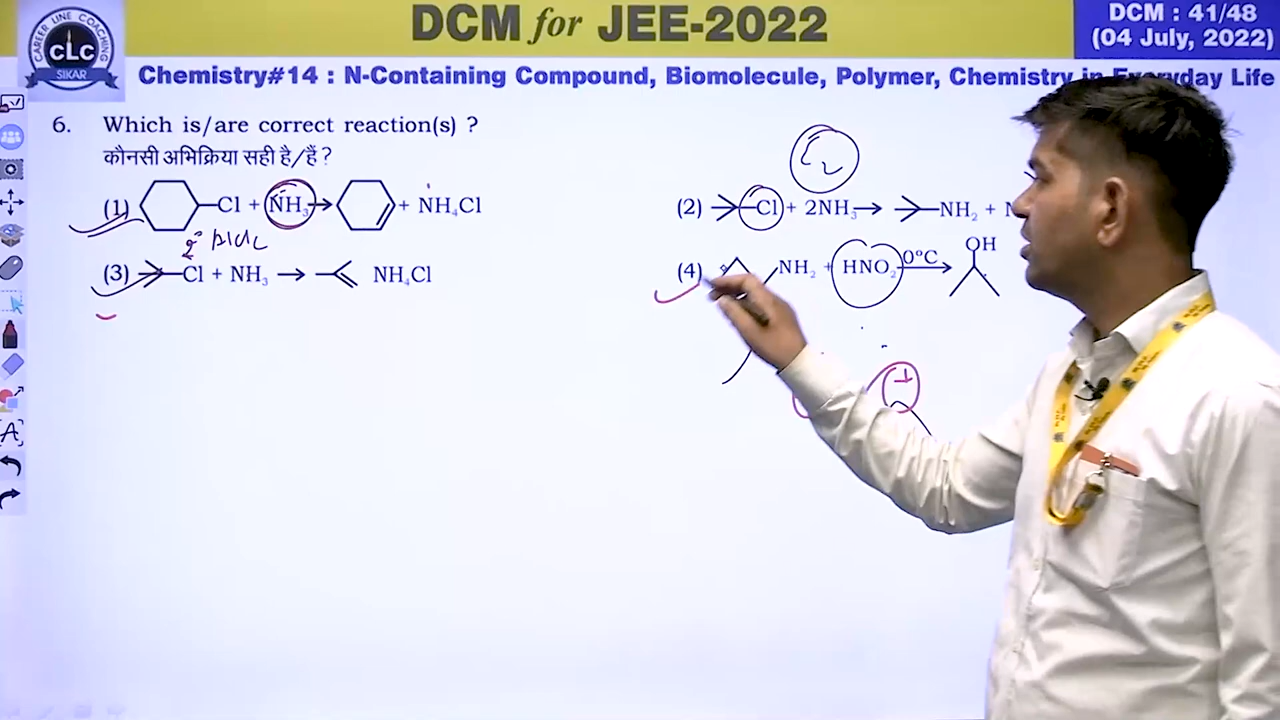 DCM for JEE-2022
DCM : 41/48
(04 July, 2022)
CAREER LINE COACHING
CLC
SIKAR
Chemistry#14 : N-Containing Compound, Biomolecule, Polymer, Chemistry in Everyday Life
6. Which is/are correct reaction(s) ?
कौनसी अभिक्रिया सही है/हैं ?
(1) Cl + NH₃ → + NH₄Cl
(2) Cl + 2NH₃ → NH₂ +
2°
(3) Cl + NH₃ → NH₄Cl
(4) NH₂ + HNO₂ 0°C → OH